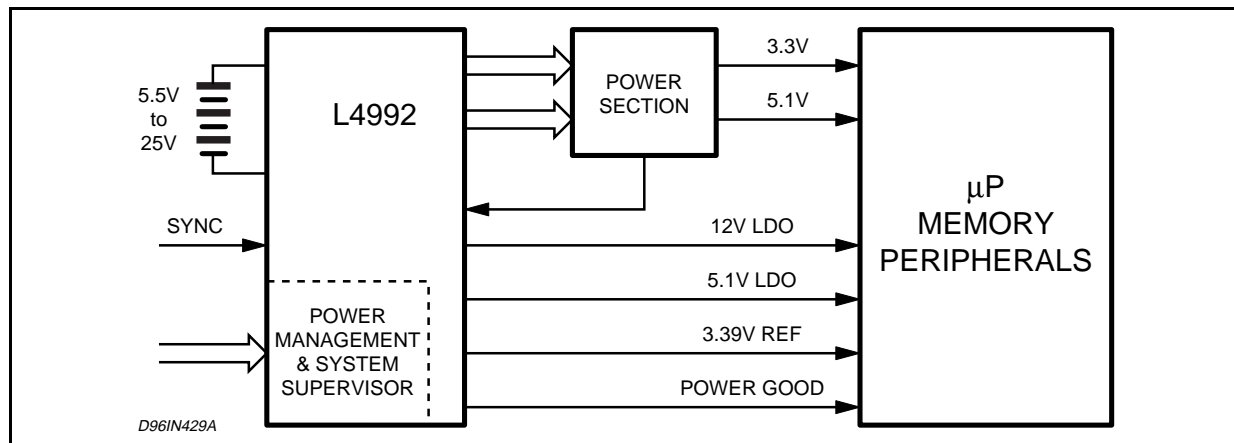 5.5V
to
25V
L4992
POWER
SECTION
3.3V
5.1V
SYNC
12V LDO
5.1V LDO
3.39V REF
POWER GOOD
POWER
MANAGEMENT
& SYSTEM
SUPERVISOR
µP
MEMORY
PERIPHERALS
D96IN429A